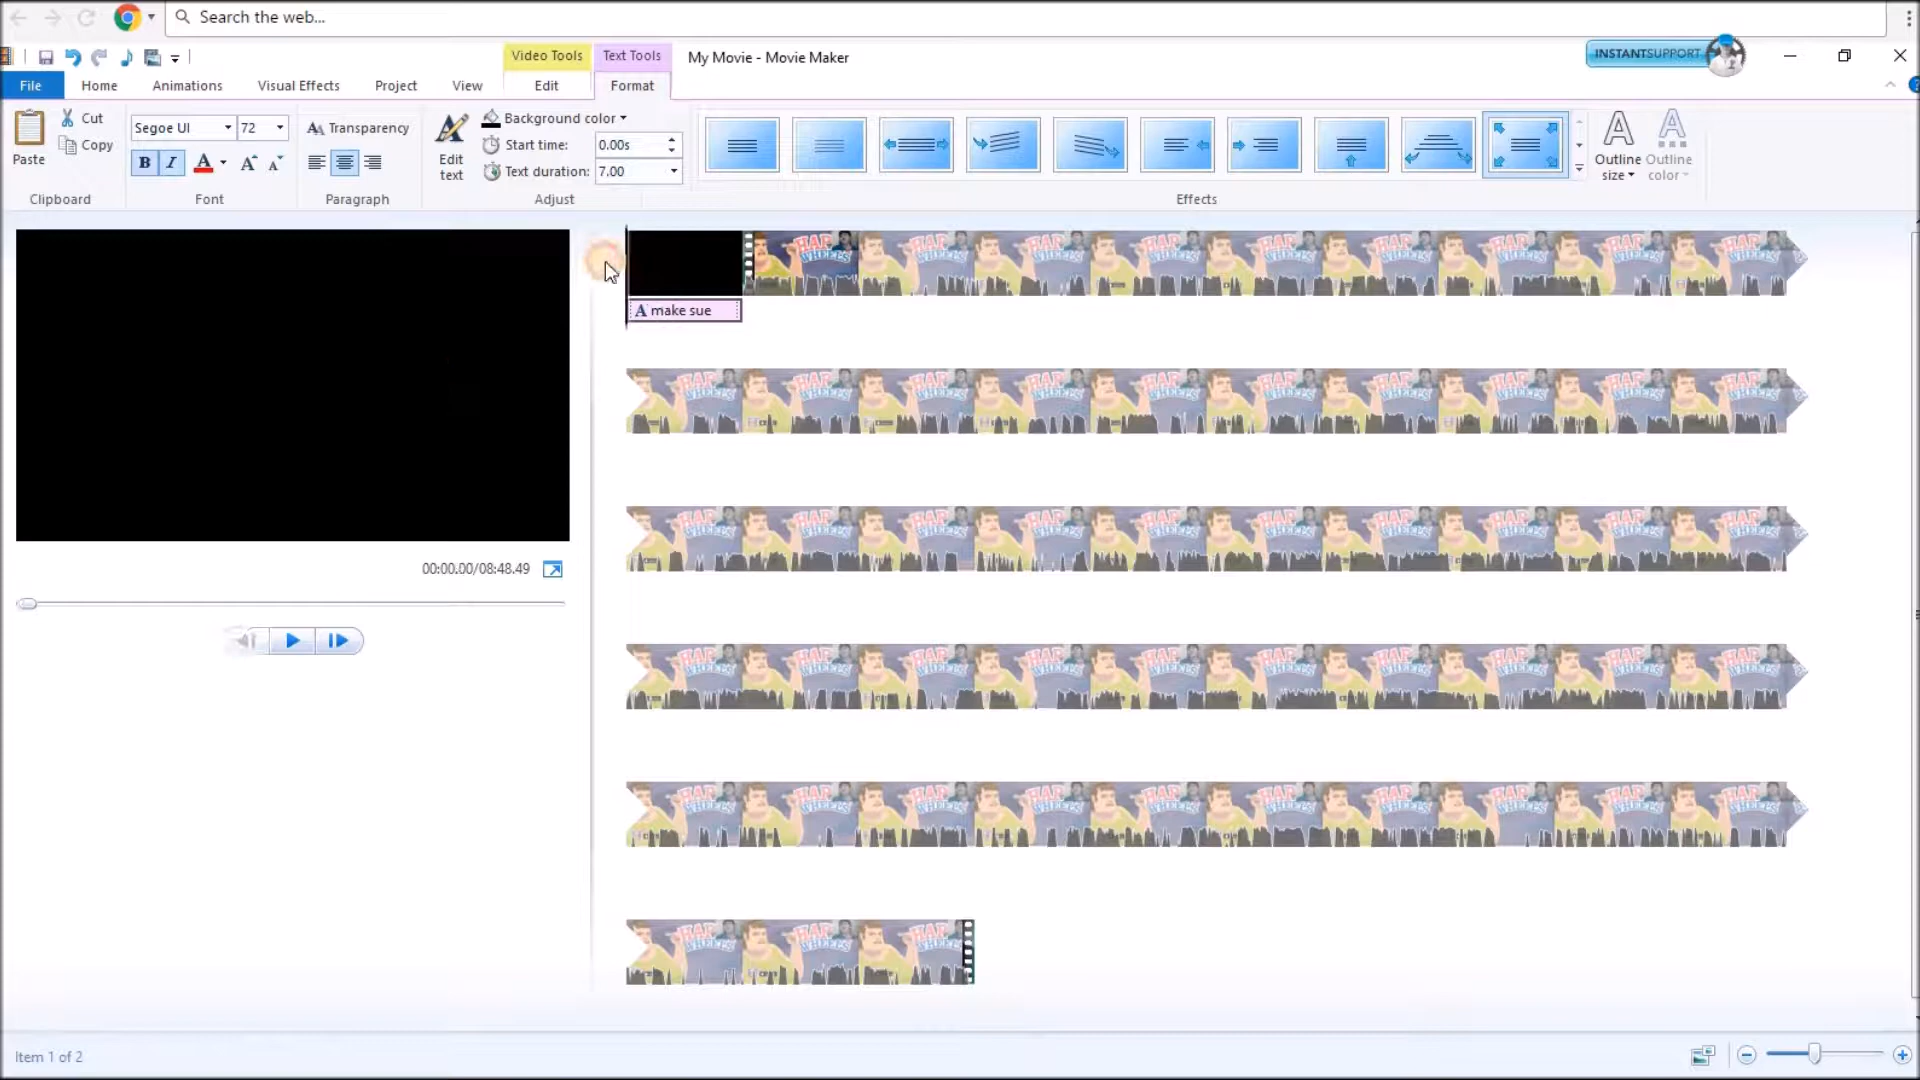 Search the web...
Video Tools
Text Tools
My Movie - Movie Maker
INSTANTSUPPORT
File
Home
Animations
Visual Effects
Project
View
Edit
Format
Paste
Cut
Copy
Clipboard
Segoe UI
72
B I A A A
Font
Transparency
Paragraph
Edit
text
Background color
Start time:
0.00s
Text duration:
7.00
Adjust
Effects
Outline
size
Outline
color
HAP
WHEELS
A make sue
00:00.00/08:48.49
Item 1 of 2